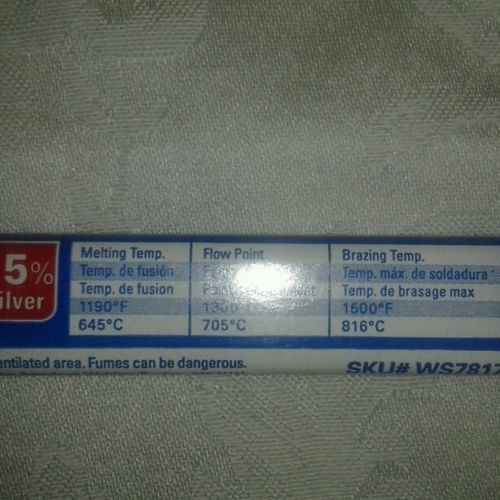 5%
ilver
Melting Temp. Flow Point Brazing Temp.
Temp. de fusión Temp. máx. de soldadura
Temp. de fusion Temp. de brasage max
1190°F 1500°F
645°C 705°C 816°C
entilated area. Fumes can be dangerous. SKU# WS7817